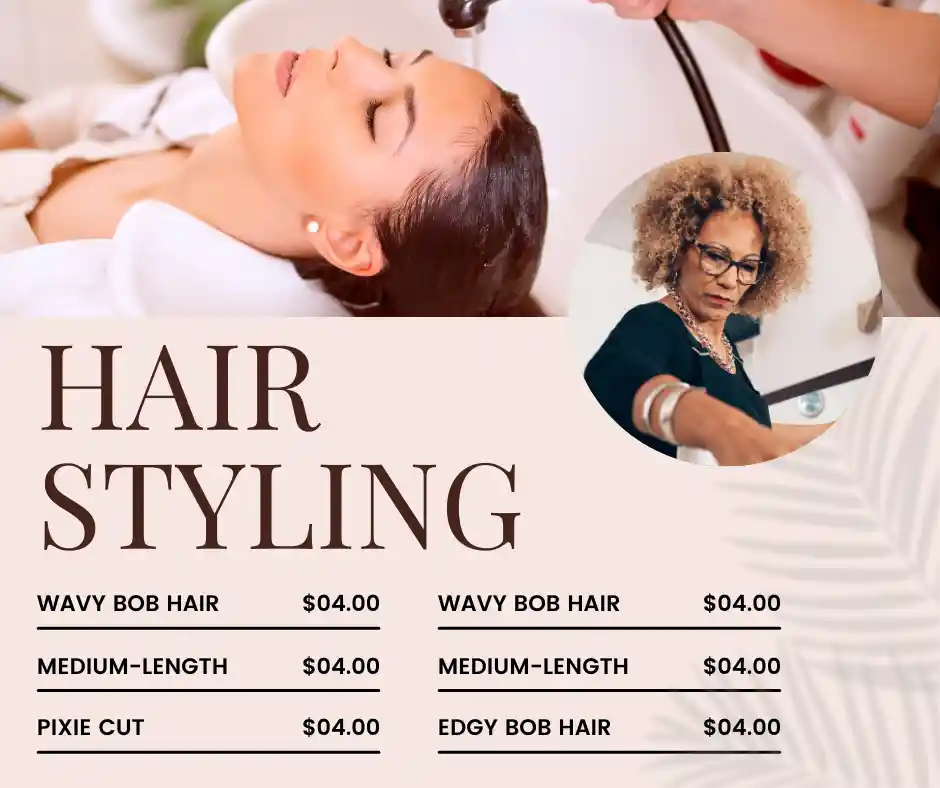 HAIR
STYLING
WAVY BOB HAIR $04.00
MEDIUM-LENGTH $04.00
PIXIE CUT $04.00
WAVY BOB HAIR $04.00
MEDIUM-LENGTH $04.00
EDGY BOB HAIR $04.00